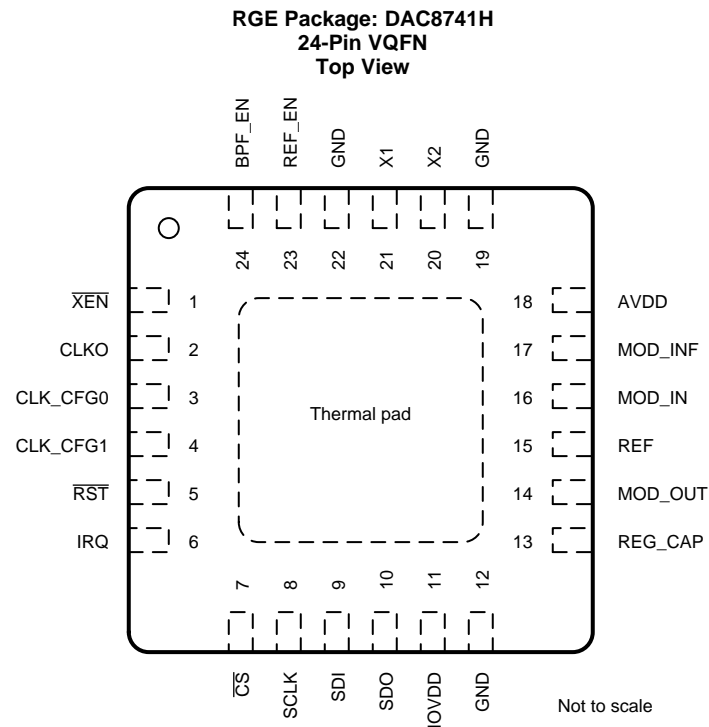 RGE Package: DAC8741H
24-Pin VQFN
Top View
BPF_EN
REF_EN
GND
X1
X2
GND
24
23
22
21
20
19
XEN 1
CLKO 2
CLK_CFG0 3
CLK_CFG1 4
RST 5
IRQ 6
Thermal pad
18 AVDD
17 MOD_INF
16 MOD_IN
15 REF
14 MOD_OUT
13 REG_CAP
7
8
9
10
11
12
CS
SCLK
SDI
SDO
IOVDD
GND
Not to scale